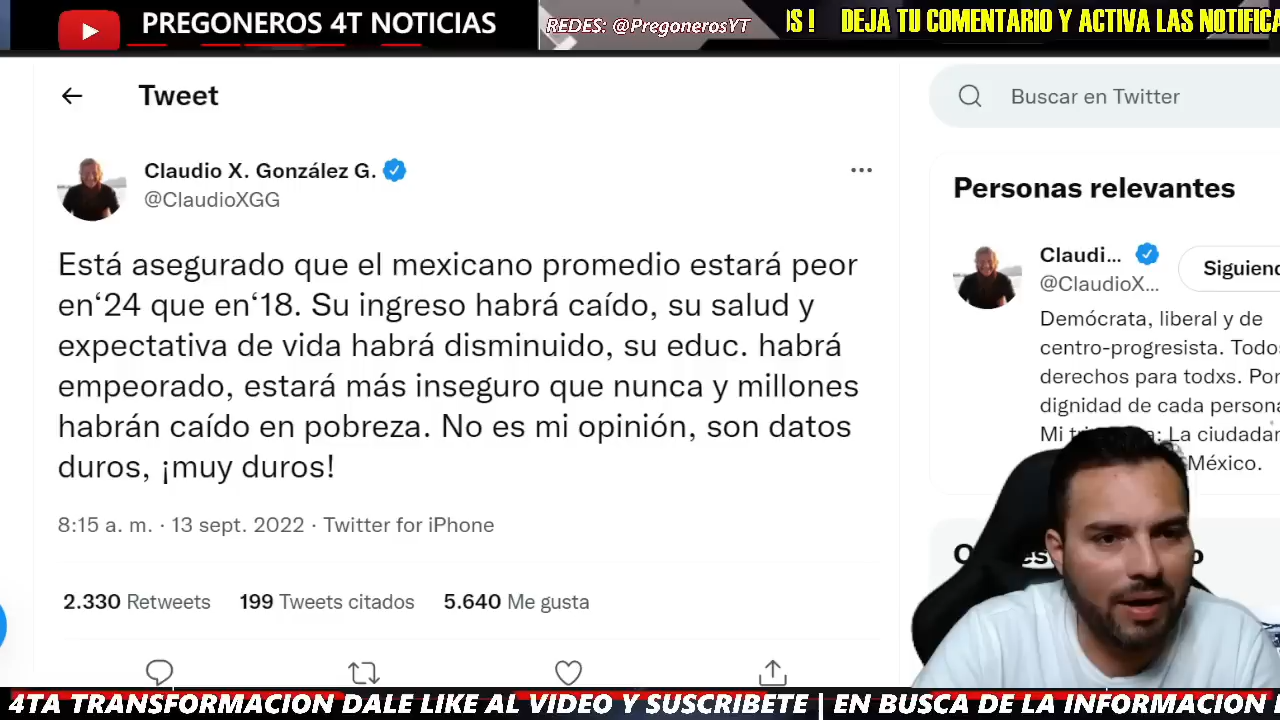 PREGONEROS 4T NOTICIAS
REDES: @PregonerosYT
! DEJA TU COMENTARIO Y ACTIVA LAS
Tweet
Buscar en Twitter
Claudio X. González G.
@ClaudioXGG
Está asegurado que el mexicano promedio estará peor
en‘24 que en‘18. Su ingreso habrá caído, su salud y
expectativa de vida habrá disminuido, su educ. habrá
empeorado, estará más inseguro que nunca y millones
habrán caído en pobreza. No es mi opinión, son datos
duros, ¡muy duros!
8:15 a. m. · 13 sept. 2022 · Twitter for iPhone
2.330 Retweets 199 Tweets citados 5.640 Me gusta
Personas relevantes
Claudi...
@ClaudioX...
Demócrata, liberal y de
centro-progresista. Todos
derechos para todxs. Por
dignidad de cada persona
Mi La ciudadan
México.
4TA TRANSFORMACION DALE LIKE AL VIDEO Y SUSCRIBETE | EN BUSCA DE LA INFORMACION